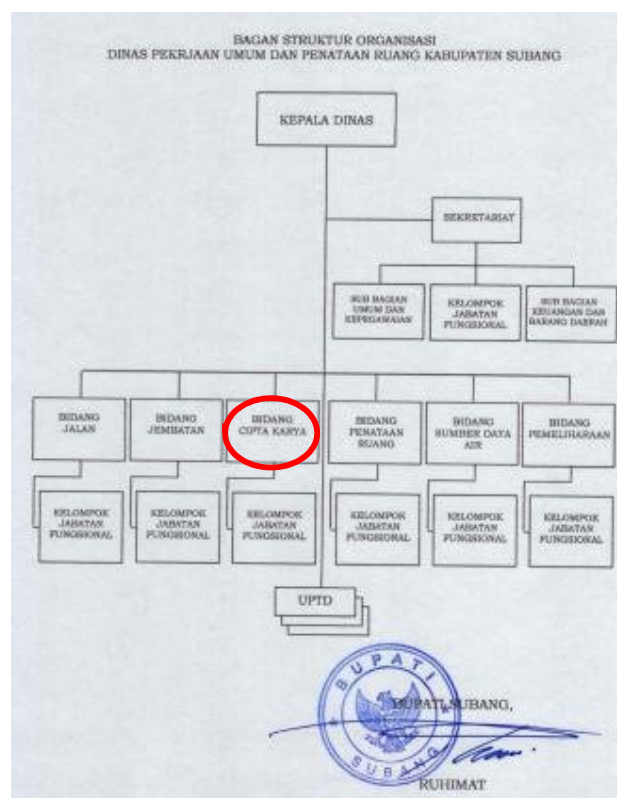 BAGAN STRUKTUR ORGANISASI
DINAS PEKRJAAN UMUM DAN PENATAAN RUANG KABUPATEN SUBANG
KEPALA DINAS
SEKRETARIAT
SUB BAGIAN
UMUM DAN
KEPEGAWAIAN
KELOMPOK
JABATAN
FUNGSIONAL
SUB BAGIAN
KEUANGAN DAN
BARANG DAERAH
BIDANG
JALAN
BIDANG
JEMBATAN
BIDANG
CIPTA KARYA
BIDANG
PENATAAN
RUANG
BIDANG
SUMBER DAYA
AIR
BIDANG
PEMELIHARAAN
KELOMPOK
JABATAN
FUNGSIONAL
KELOMPOK
JABATAN
FUNGSIONAL
KELOMPOK
JABATAN
FUNGSIONAL
KELOMPOK
JABATAN
FUNGSIONAL
KELOMPOK
JABATAN
FUNGSIONAL
KELOMPOK
JABATAN
FUNGSIONAL
UPTD
BUPATI
SUBANG
BUPATI SUBANG,
RUHIMAT